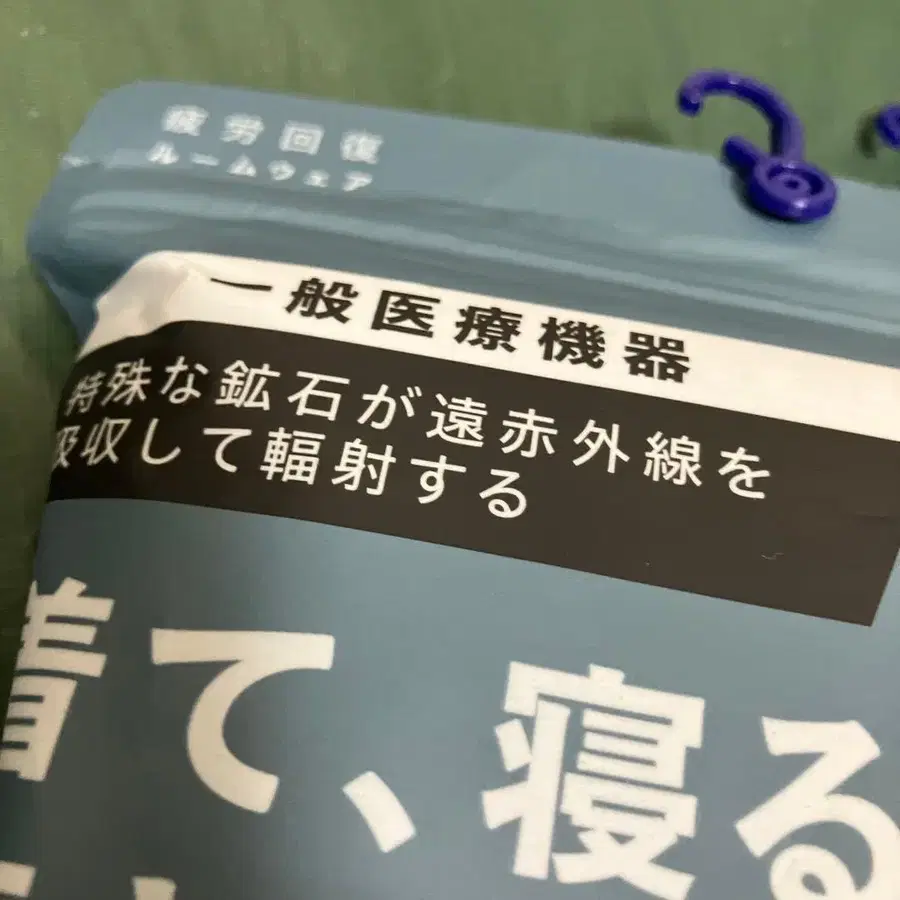 疲労回復
ルームウェア
一般医療機器
特殊な鉱石が遠赤外線を
吸収して輻射する
着て、寝る